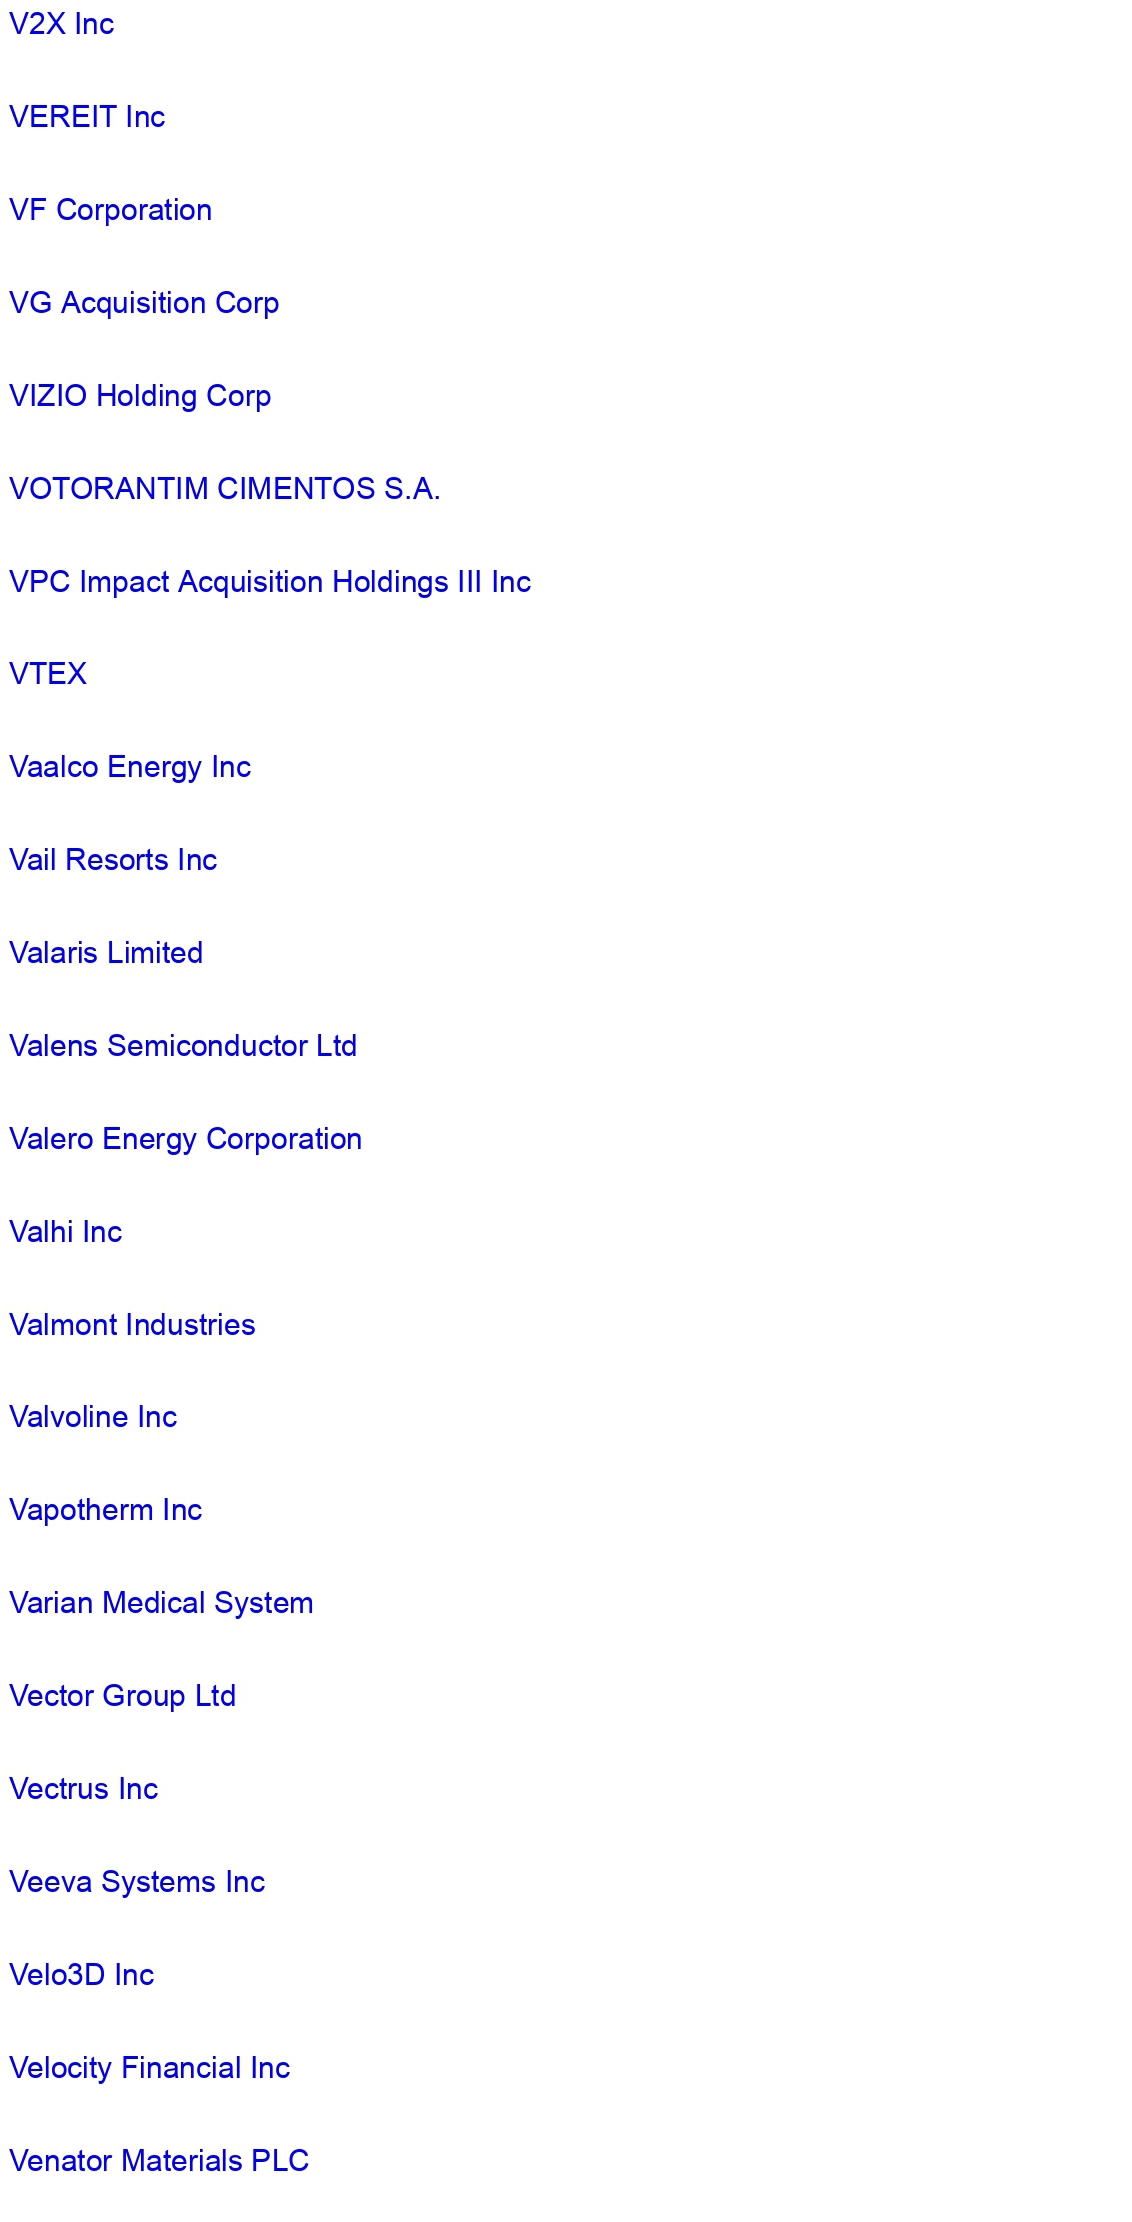 V2X Inc
VEREIT Inc
VF Corporation
VG Acquisition Corp
VIZIO Holding Corp
VOTORANTIM CIMENTOS S.A.
VPC Impact Acquisition Holdings III Inc
VTEX
Vaalco Energy Inc
Vail Resorts Inc
Valaris Limited
Valens Semiconductor Ltd
Valero Energy Corporation
Valhi Inc
Valmont Industries
Valvoline Inc
Vapotherm Inc
Varian Medical System
Vector Group Ltd
Vectrus Inc
Veeva Systems Inc
Velo3D Inc
Velocity Financial Inc
Venator Materials PLC